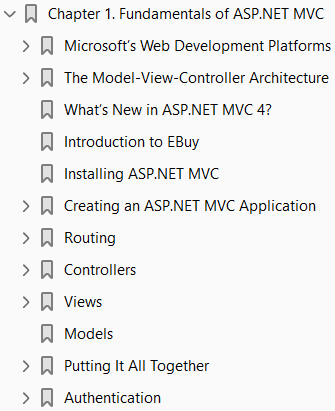 Chapter 1. Fundamentals of ASP.NET MVC
Microsoft’s Web Development Platforms
The Model-View-Controller Architecture
What’s New in ASP.NET MVC 4?
Introduction to EBuy
Installing ASP.NET MVC
Creating an ASP.NET MVC Application
Routing
Controllers
Views
Models
Putting It All Together
Authentication